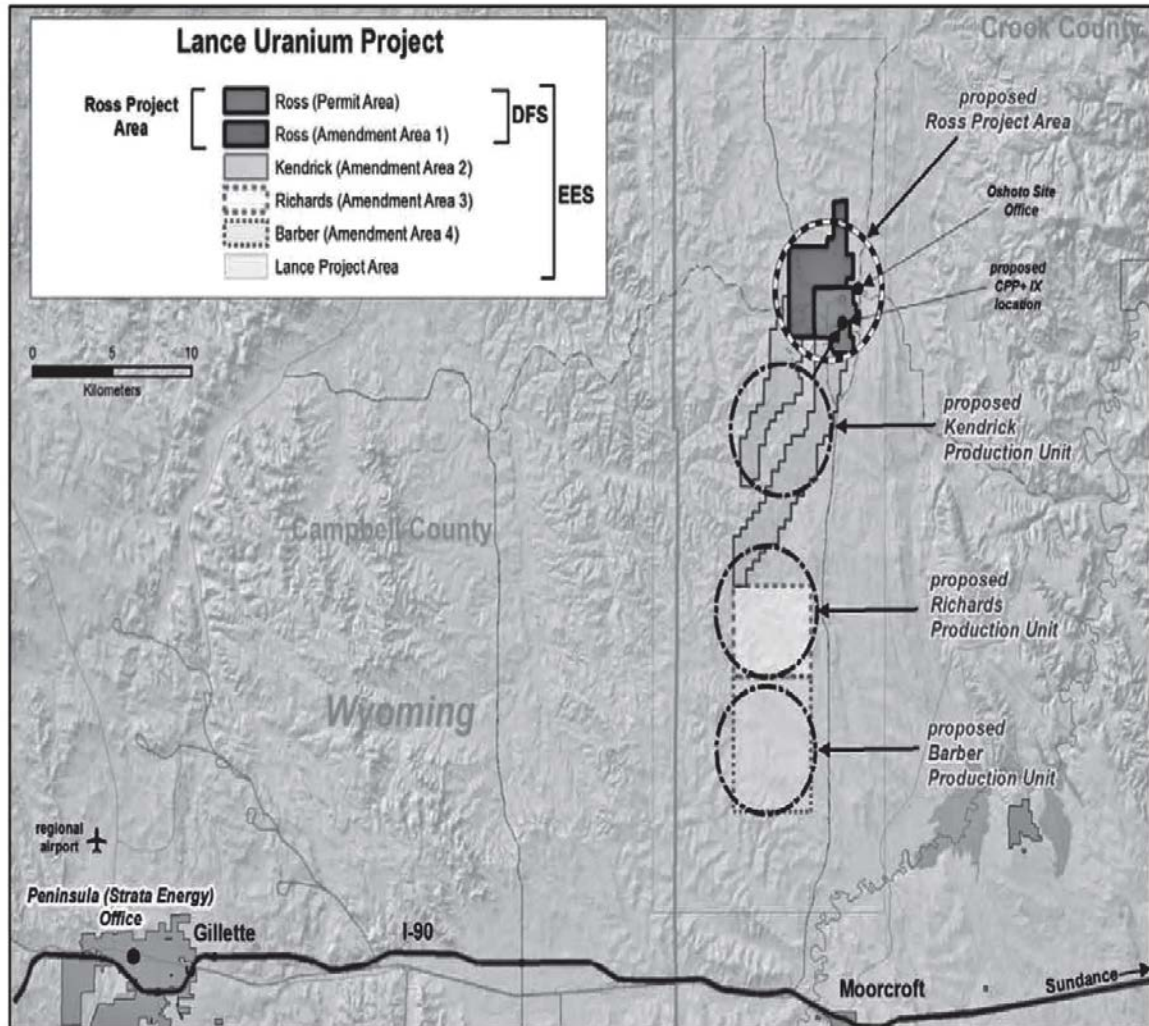 Lance Uranium Project
Ross Project
Area
Ross (Permit Area)
Ross (Amendment Area 1)
DFS
Kendrick (Amendment Area 2)
Richards (Amendment Area 3)
Barber (Amendment Area 4)
Lance Project Area
EES
0 5 10
Kilometers
Crook County
proposed
Ross Project Area
Oshoto Site
Office
proposed
CPP+ IX
location
proposed
Kendrick
Production Unit
Campbell County
proposed
Richards
Production Unit
Wyoming
proposed
Barber
Production Unit
regional
airport
Peninsula (Strata Energy)
Office
Gillette
I-90
Moorcroft
Sundance